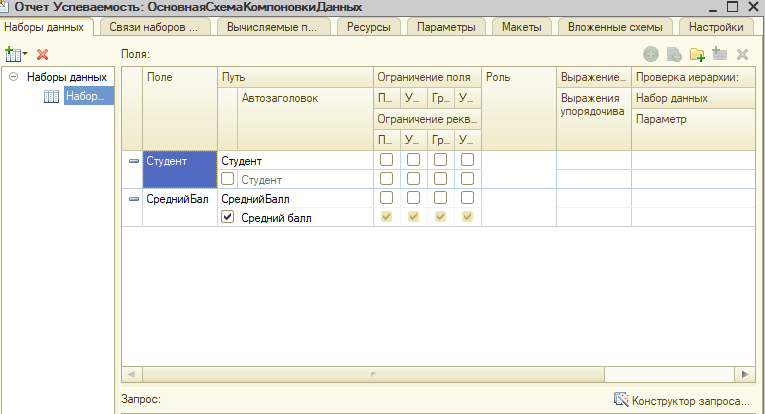 Отчет Успеваемость: ОсновнаяСхемаКомпоновкиДанных
Наборы данных Связи наборов ... Вычисляемые п... Ресурсы Параметры Макеты Вложенные схемы Настройки
Поля:
Наборы данных
Набор...
Поле Путь Ограничение поля Роль Выражение... Проверка иерархии:
Автозаголовок П... У... Гр... У... Выражения упорядочива Набор данных
Ограничение рекв... Параметр
П... У... Гр... У...
Студент Студент
Студент
СреднийБал СреднийБалл
Средний балл
Запрос: Конструктор запроса...